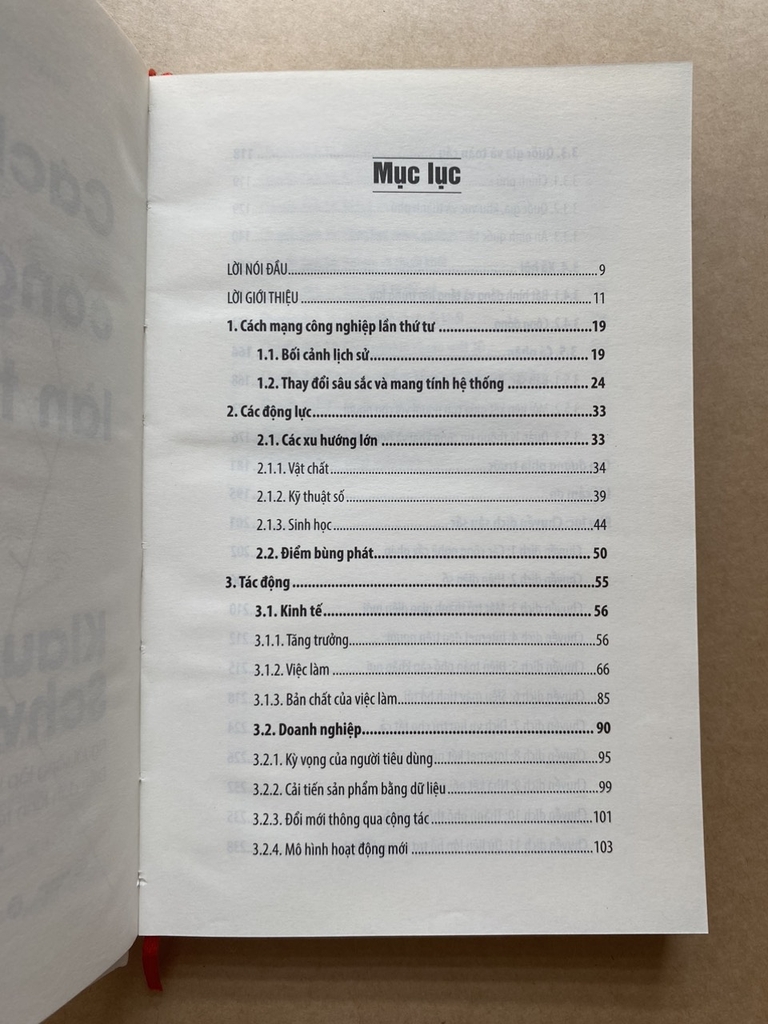 Mục lục
LỜI NÓI ĐẦU 9
LỜI GIỚI THIỆU 11
1. Cách mạng công nghiệp lần thứ tư 19
1.1. Bối cảnh lịch sử 19
1.2. Thay đổi sâu sắc và mang tính hệ thống 24
2. Các động lực 33
2.1. Các xu hướng lớn 33
2.1.1. Vật chất 34
2.1.2. Kỹ thuật số 39
2.1.3. Sinh học 44
2.2. Điểm bùng phát 50
3. Tác động 55
3.1. Kinh tế 56
3.1.1. Tăng trưởng 56
3.1.2. Việc làm 66
3.1.3. Bản chất của việc làm 85
3.2. Doanh nghiệp 90
3.2.1. Kỳ vọng của người tiêu dùng 95
3.2.2. Cải tiến sản phẩm bằng dữ liệu 99
3.2.3. Đổi mới thông qua cộng tác 101
3.2.4. Mô hình hoạt động mới 103